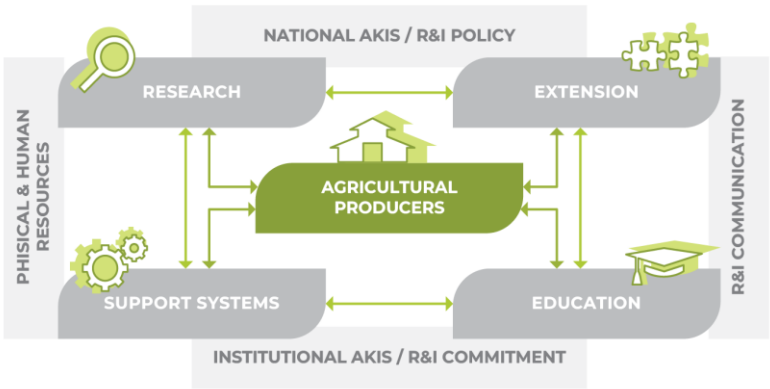 NATIONAL AKIS / R&I POLICY
RESEARCH
EXTENSION
PHISICAL & HUMAN
RESOURCES
AGRICULTURAL
PRODUCERS
R&I COMMUNICATION
SUPPORT SYSTEMS
EDUCATION
INSTITUTIONAL AKIS / R&I COMMITMENT